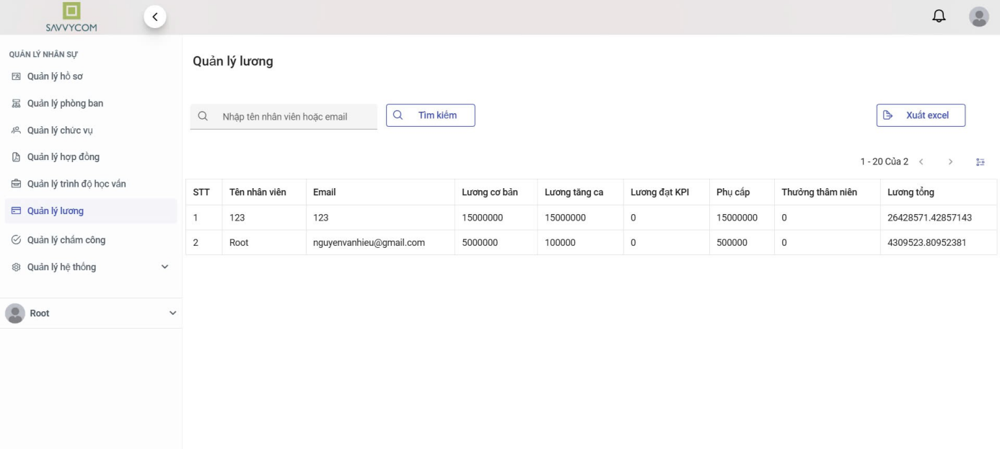 SAVVYCOM
QUẢN LÝ NHÂN SỰ
Quản lý hồ sơ
Quản lý phòng ban
Quản lý chức vụ
Quản lý hợp đồng
Quản lý trình độ học vấn
Quản lý lương
Quản lý chấm công
Quản lý hệ thống
Root
Quản lý lương
Nhập tên nhân viên hoặc email
Tìm kiếm
Xuất excel
1 - 20 Của 2
STT Tên nhân viên Email Lương cơ bản Lương tăng ca Lương đạt KPI Phụ cấp Thưởng thâm niên Lương tổng
1 123 123 15000000 15000000 0 15000000 0 26428571.42857143
2 Root nguyenvanhieu@gmail.com 5000000 100000 0 500000 0 4309523.80952381